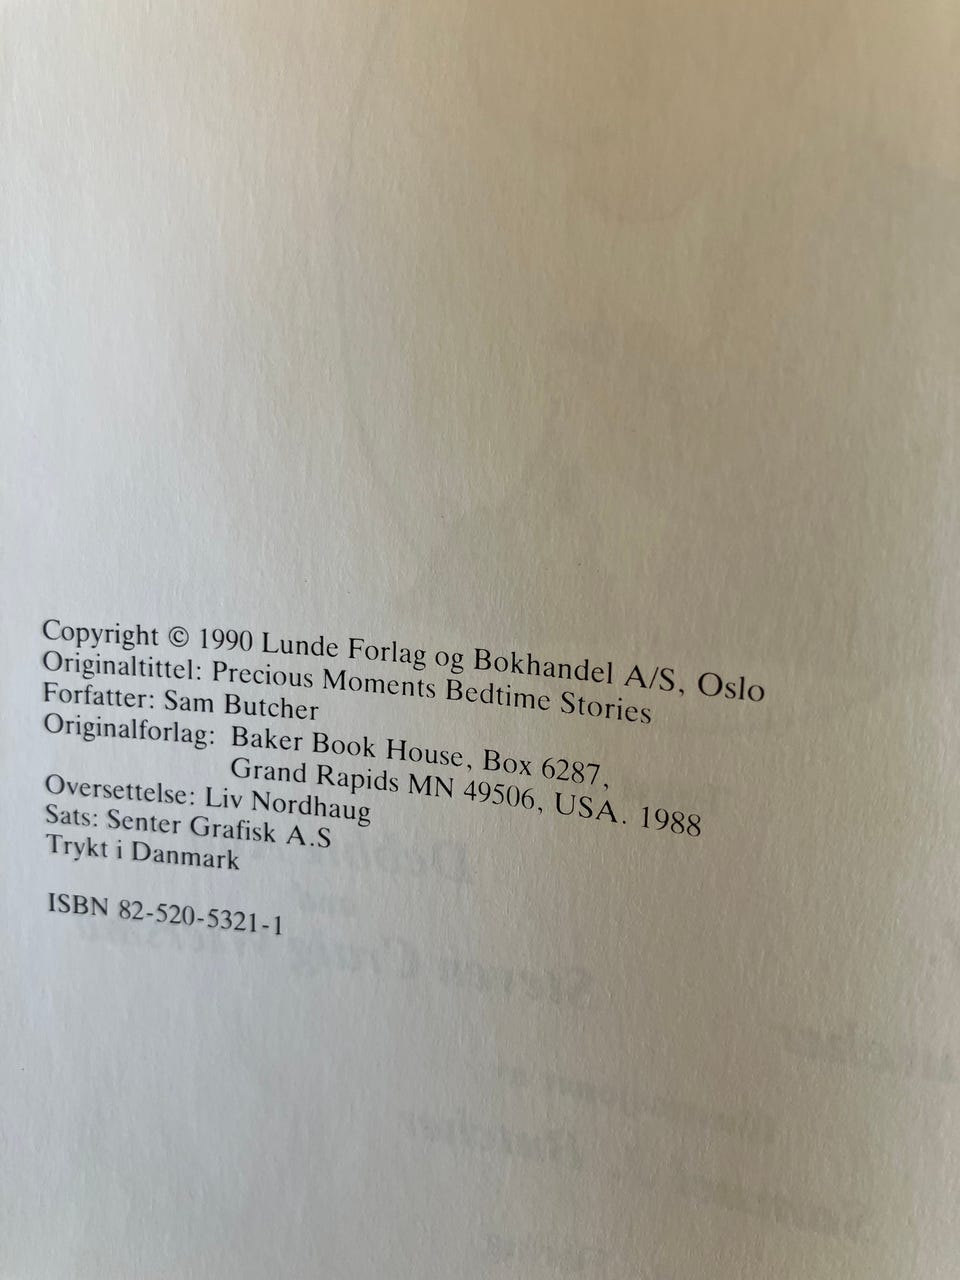 Copyright © 1990 Lunde Forlag og Bokhandel A/S, Oslo
Originaltittel: Precious Moments Bedtime Stories
Forfatter: Sam Butcher
Originalforlag: Baker Book House, Box 6287,
Grand Rapids MN 49506, USA. 1988
Oversettelse: Liv Nordhaug
Sats: Senter Grafisk A.S
Trykt i Danmark
ISBN 82-520-5321-1